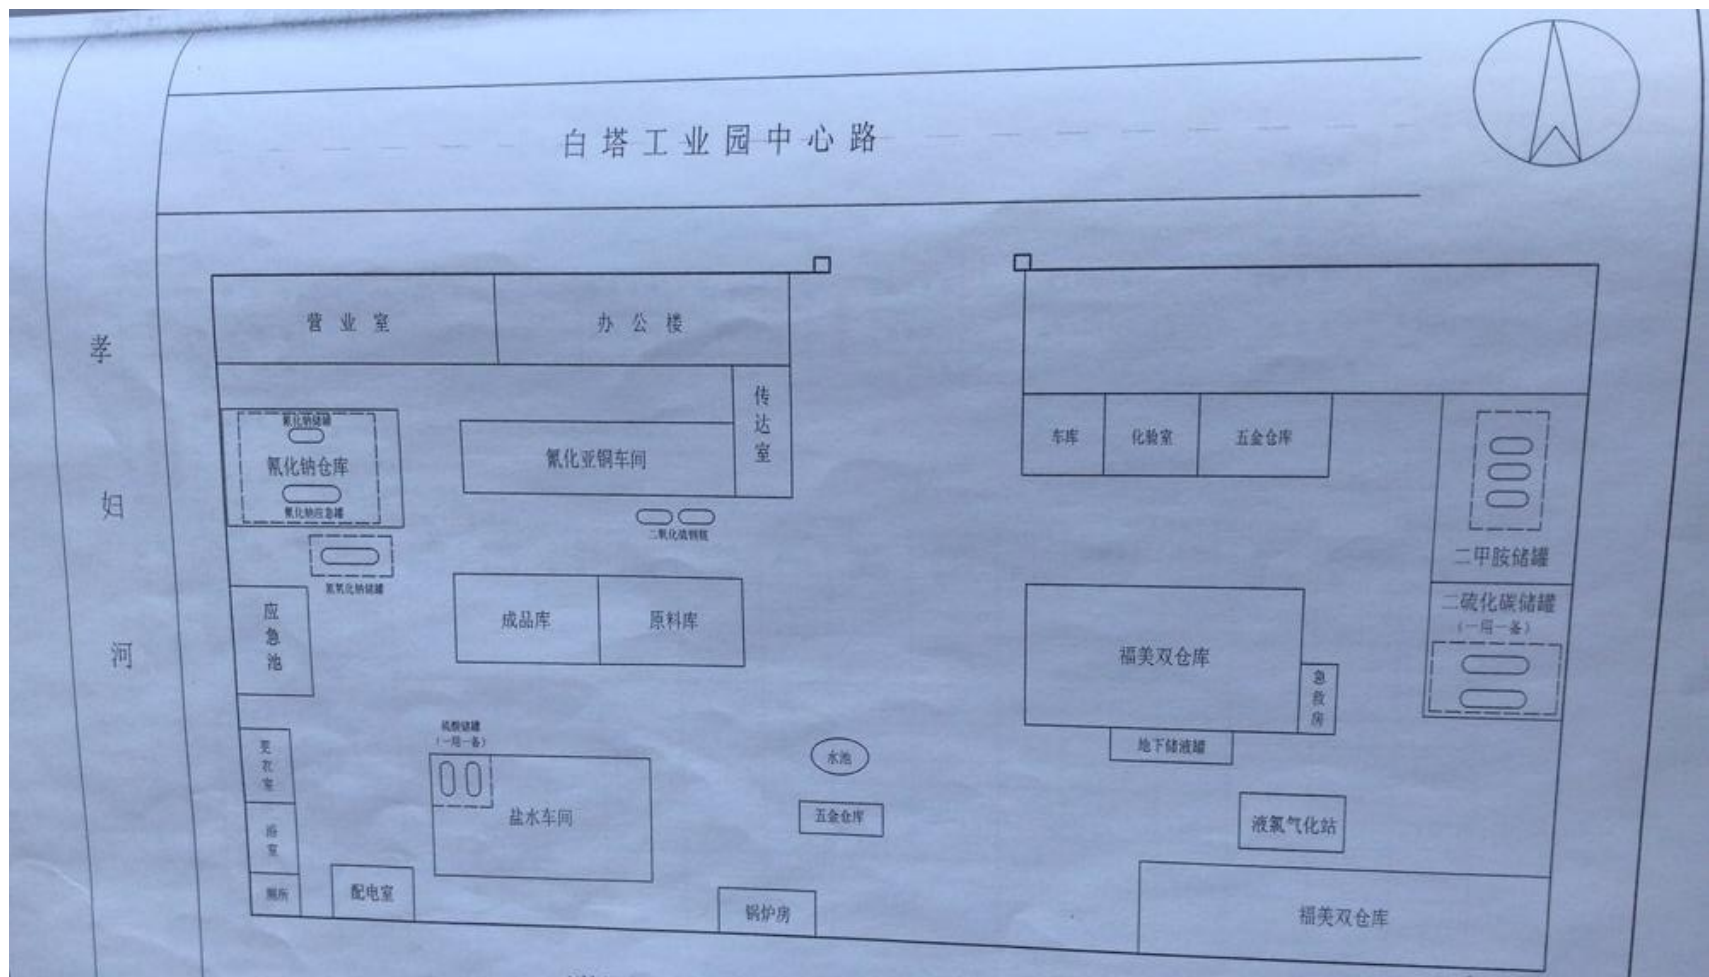 白塔工业园中心路
孝妇河
营业室
办公楼
传达室
氰化钠储罐
氰化钠仓库
氰化钠应急罐
氰化亚铜车间
二氧化硫钢瓶
氢氧化钠储罐
应急池
成品库
原料库
车库
化验室
五金仓库
二甲胺储罐
二硫化碳储罐
(一用一备)
福美双仓库
急救房
地下储液罐
更衣室
浴室
厕所
硫酸储罐
(一用一备)
盐水车间
水池
五金仓库
液氯气化站
配电室
锅炉房
福美双仓库